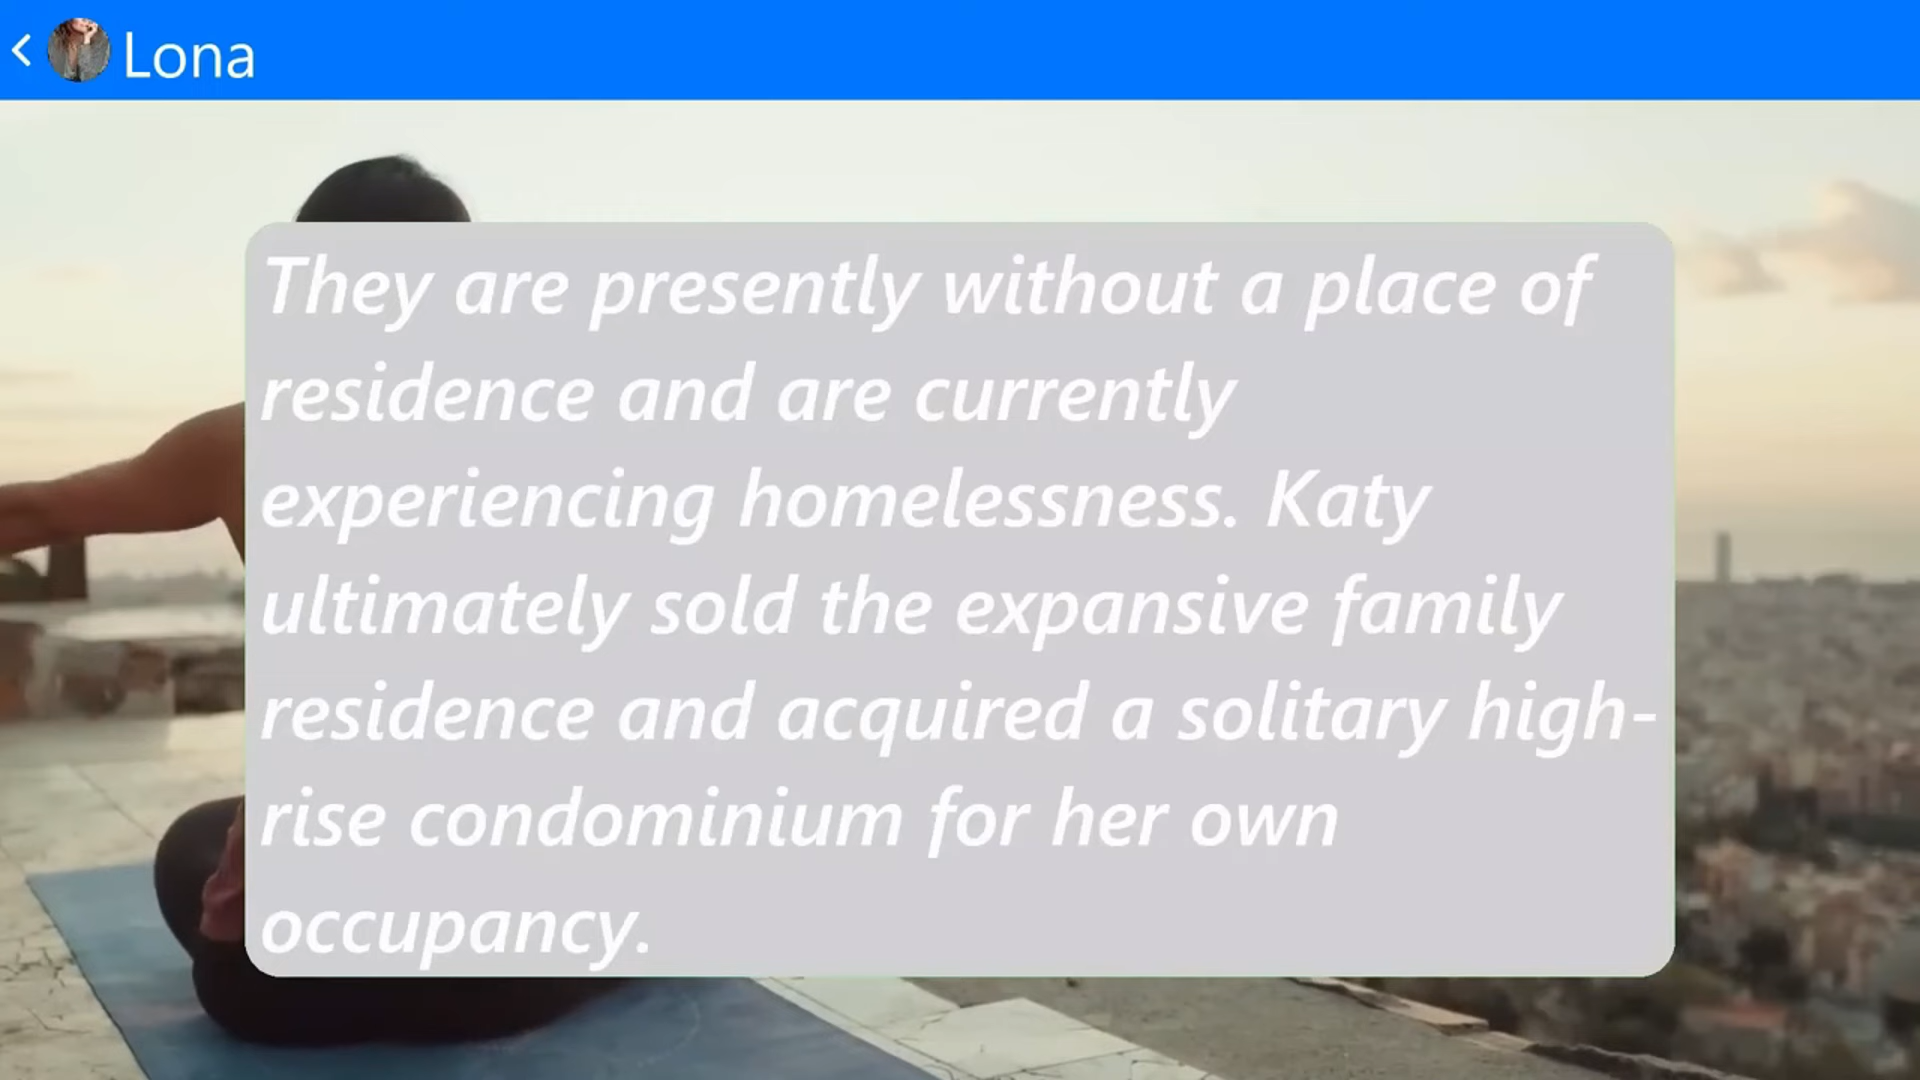 Lona
They are presently without a place of
residence and are currently
experiencing homelessness. Katy
ultimately sold the expansive family
residence and acquired a solitary high-
rise condominium for her own
occupancy.